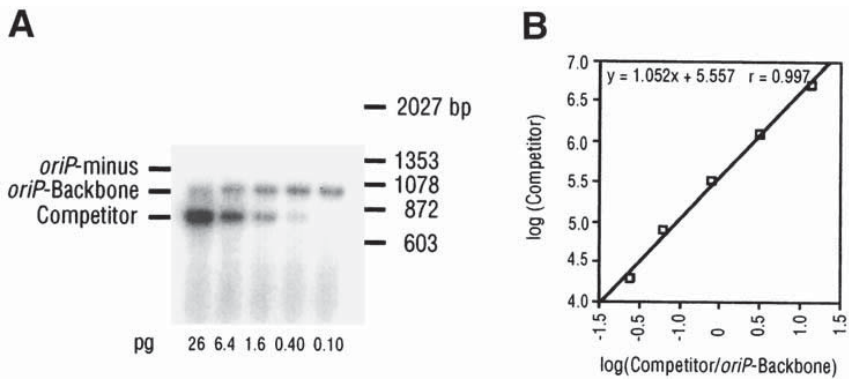 A
2027 bp
1353
1078
872
603
oriP-minus
oriP-Backbone
Competitor
pg 26 6.4 1.6 0.40 0.10
B
y = 1.052x + 5.557 r = 0.997
log (Competitor)
7.0
6.5
6.0
5.5
5.0
4.5
4.0
-1.5 -0.5 -1.0 0 0.5 1.0 1.5
log(Competitor/oriP-Backbone)